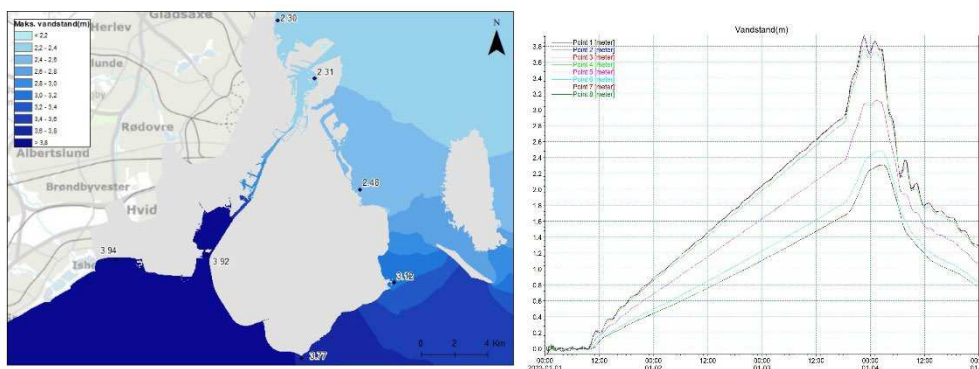 Maks. vandstand(m)
< 2,2
2,2 - 2,4
2,4 - 2,6
2,6 - 2,8
2,8 - 3,0
3,0 - 3,2
3,2 - 3,4
3,4 - 3,6
3,6 - 3,8
> 3,8
Gladsaxe
Herlev
Rødovre
Albertslund
Brøndbyvester
Hvid
2.30
2.31
2.48
3.12
3.94
3.92
3.77
N
0 2 4 Km
Vandstand(m)
Point 1 [meter]
Point 2 [meter]
Point 3 [meter]
Point 4 [meter]
Point 5 [meter]
Point 6 [meter]
Point 7 [meter]
Point 8 [meter]
3.8
3.6
3.4
3.2
3.0
2.8
2.6
2.4
2.2
2.0
1.8
1.6
1.4
1.2
1.0
0.8
0.6
0.4
0.2
0.0
00:00 12:00 00:00 12:00 00:00 12:00 00:00 12:00
01-02 01-03 01-04